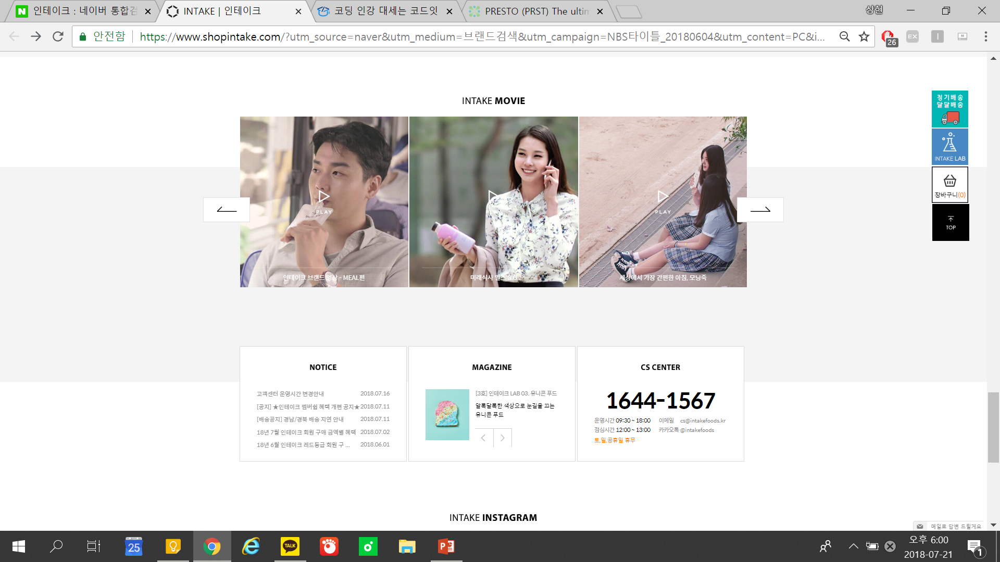 인테이크 : 네이버 통합검
INTAKE | 인테이크
코딩 인강 대세는 코드잇
PRESTO (PRST) The ultim
상현
안전함
https://www.shopintake.com/?utm_source=naver&utm_medium=브랜드검색&utm_campaign=NBS타이틀_20180604&utm_content=PC&i...
26
EX
INTAKE MOVIE
정기배송
달달배송
INTAKE LAB
장바구니(0)
TOP
PLAY
PLAY
인테이크 브랜드 영상 - MEAL편
미래식사 밀스 3.0
세상에서 가장 간편한 아침, 모닝죽
NOTICE
고객센터 운영시간 변경안내 2018.07.16
[공지] ★인테이크 멤버쉽 혜택 개편 공지★ 2018.07.11
[배송공지] 경남/경북 배송 지연 안내 2018.07.11
18년 7월 인테이크 회원 구매 금액별 혜택 2018.07.02
18년 6월 인테이크 레드등급 회원 구 ... 2018.06.01
MAGAZINE
[3호] 인테이크 LAB 03. 유니콘 푸드
알록달록한 색상으로 눈길을 끄는
유니콘 푸드
CS CENTER
1644-1567
운영시간 09:30 ~ 18:00 이메일 cs@intakefoods.kr
점심시간 12:00 ~ 13:00 카카오톡 @intakefoods
토,일,공휴일 휴무
INTAKE INSTAGRAM
메일로 답변 드릴게요
25
TALK
오후 6:00
2018-07-21
1